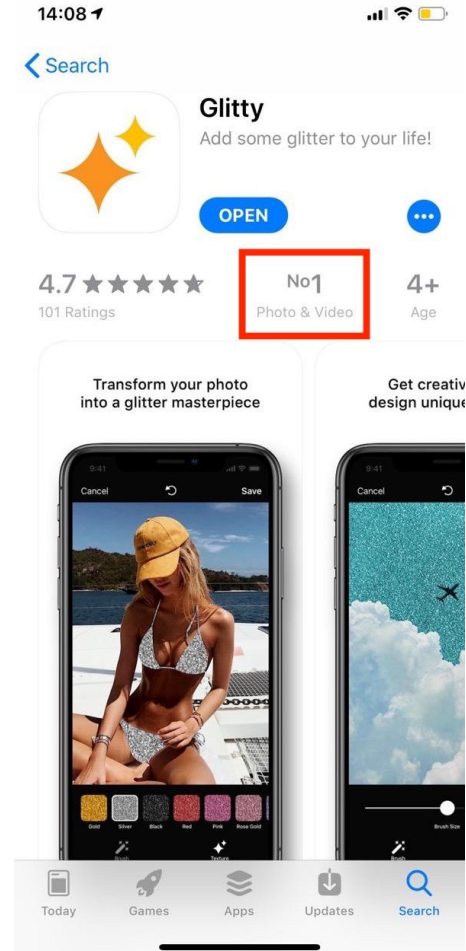 14:08
Search
Glitty
Add some glitter to your life!
OPEN
4.7
No1
4+
101 Ratings
Photo & Video
Age
Transform your photo
into a glitter masterpiece
Get creativ
design unique
9:41
Cancel
Save
9:41
Cancel
Gold
Silver
Black
Red
Pink
Rose Gold
Brush
Texture
Brush Size
Brush
Today
Games
Apps
Updates
Search